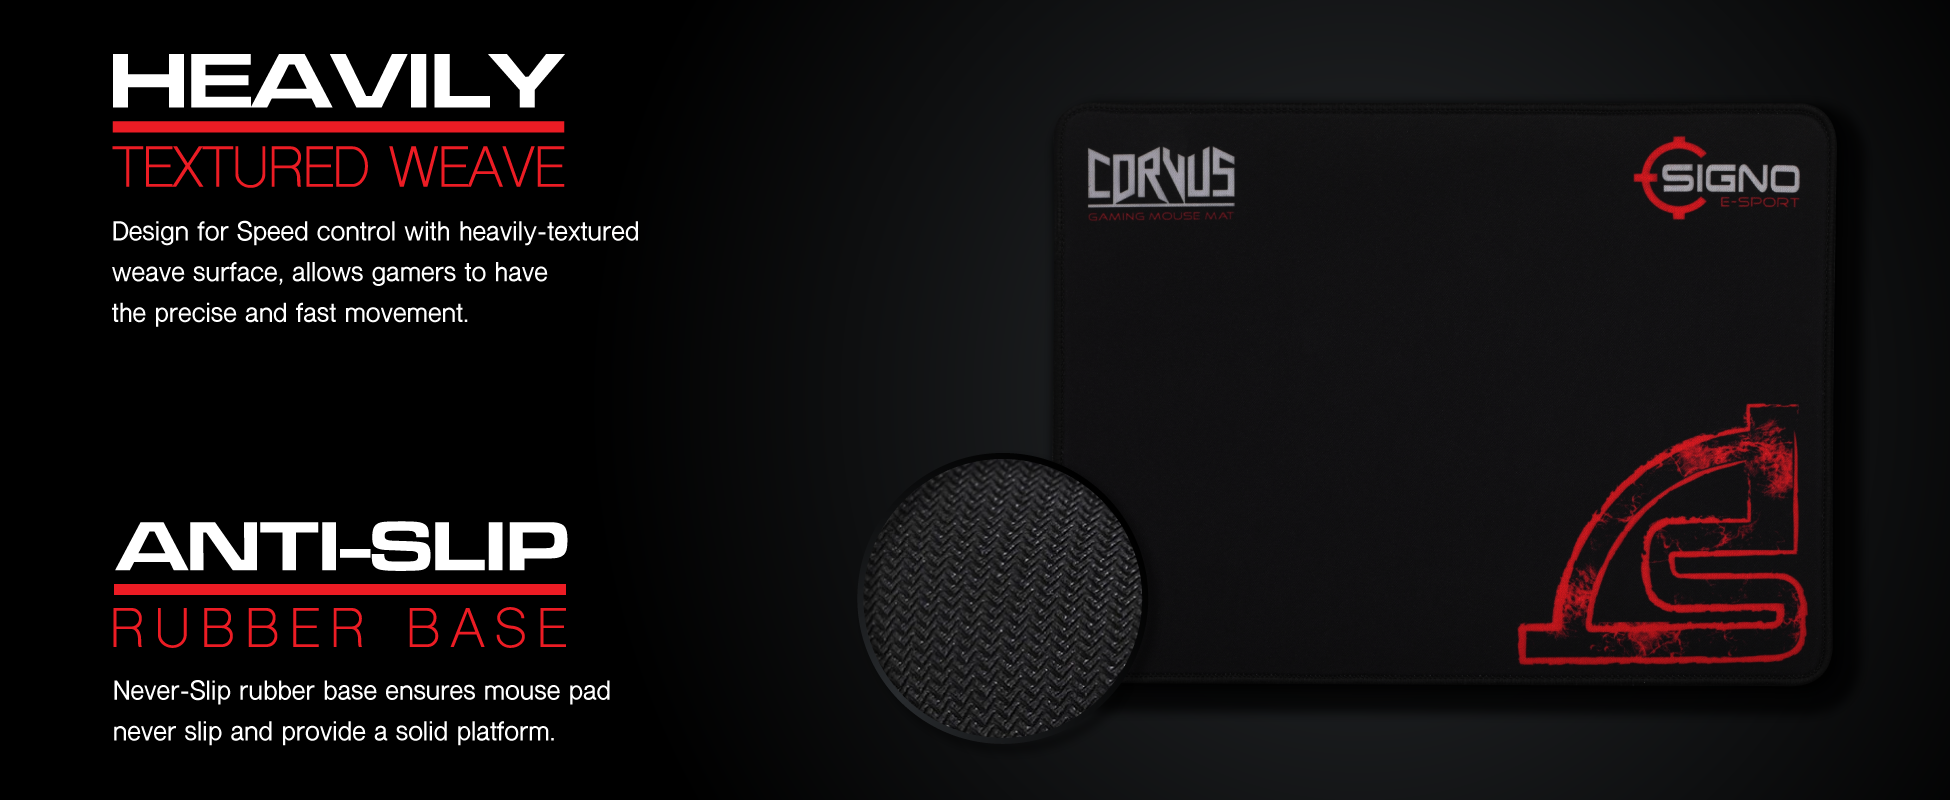 HEAVILY
TEXTURED WEAVE
Design for Speed control with heavily-textured
weave surface, allows gamers to have
the precise and fast movement.
ANTI-SLIP
RUBBER BASE
Never-Slip rubber base ensures mouse pad
never slip and provide a solid platform.
CORVUS
GAMING MOUSE MAT
SIGNO
E-SPORT